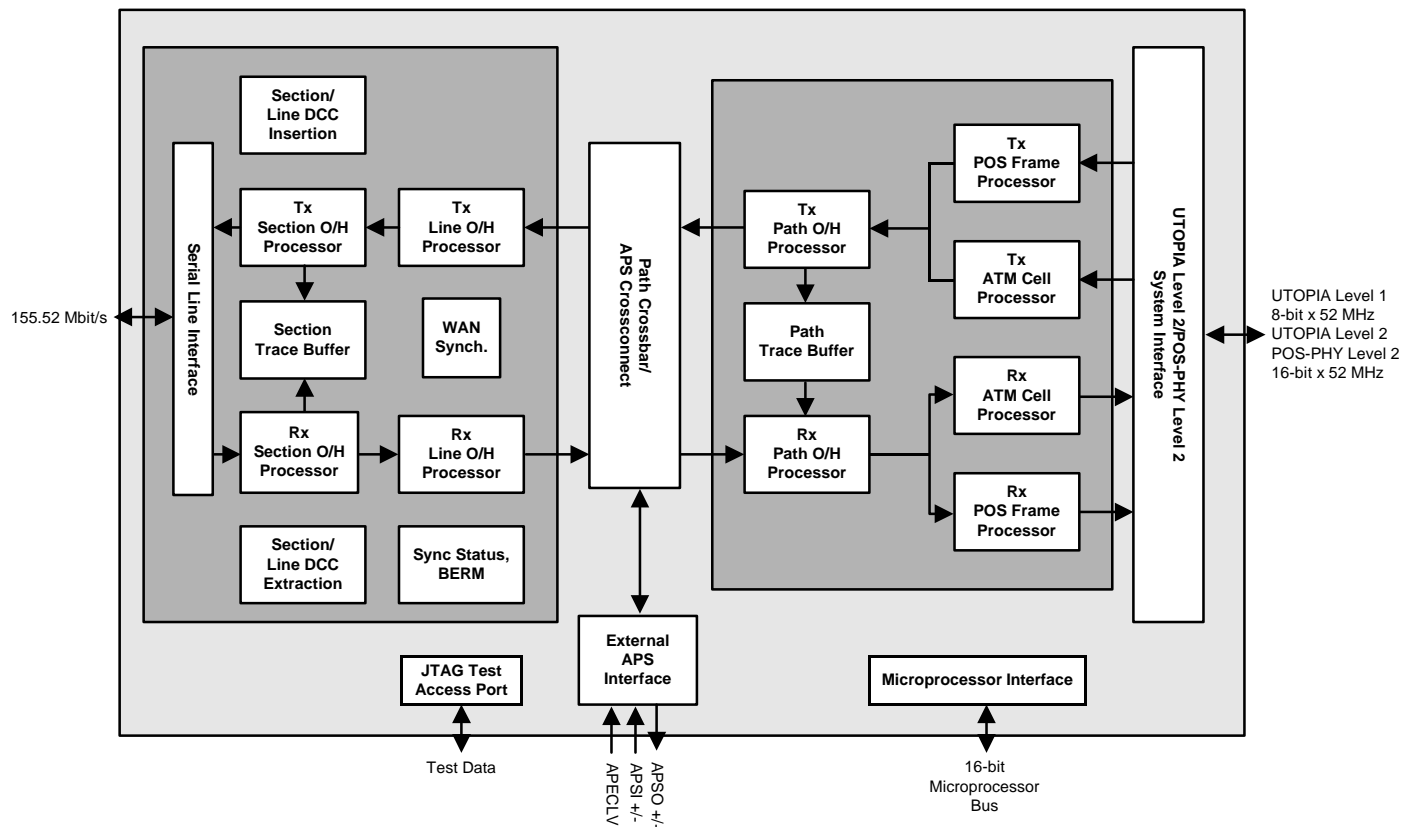 Section/
Line DCC
Insertion
Tx
Section O/H
Processor
Tx
Line O/H
Processor
Serial Line Interface
155.52 Mbit/s
Section
Trace Buffer
WAN
Synch.
Rx
Section O/H
Processor
Rx
Line O/H
Processor
Section/
Line DCC
Extraction
Sync Status,
BERM
Path Crossbar/
APS Crossconnect
Tx
Path O/H
Processor
Path
Trace Buffer
Rx
Path O/H
Processor
Tx
POS Frame
Processor
Tx
ATM Cell
Processor
Rx
ATM Cell
Processor
Rx
POS Frame
Processor
UTOPIA Level 2/POS-PHY Level 2
System Interface
UTOPIA Level 1
8-bit x 52 MHz
UTOPIA Level 2
POS-PHY Level 2
16-bit x 52 MHz
External
APS
Interface
JTAG Test
Access Port
Microprocessor Interface
Test Data
APECLV
APSI +/-
APSO +/-
16-bit
Microprocessor
Bus